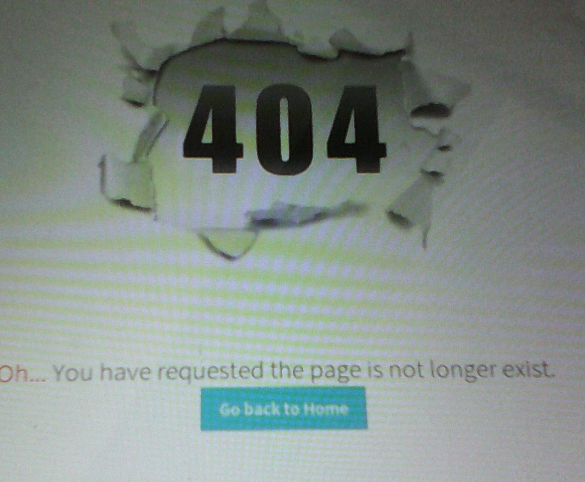 404
Oh... You have requested the page is not longer exist.
Go back to Home